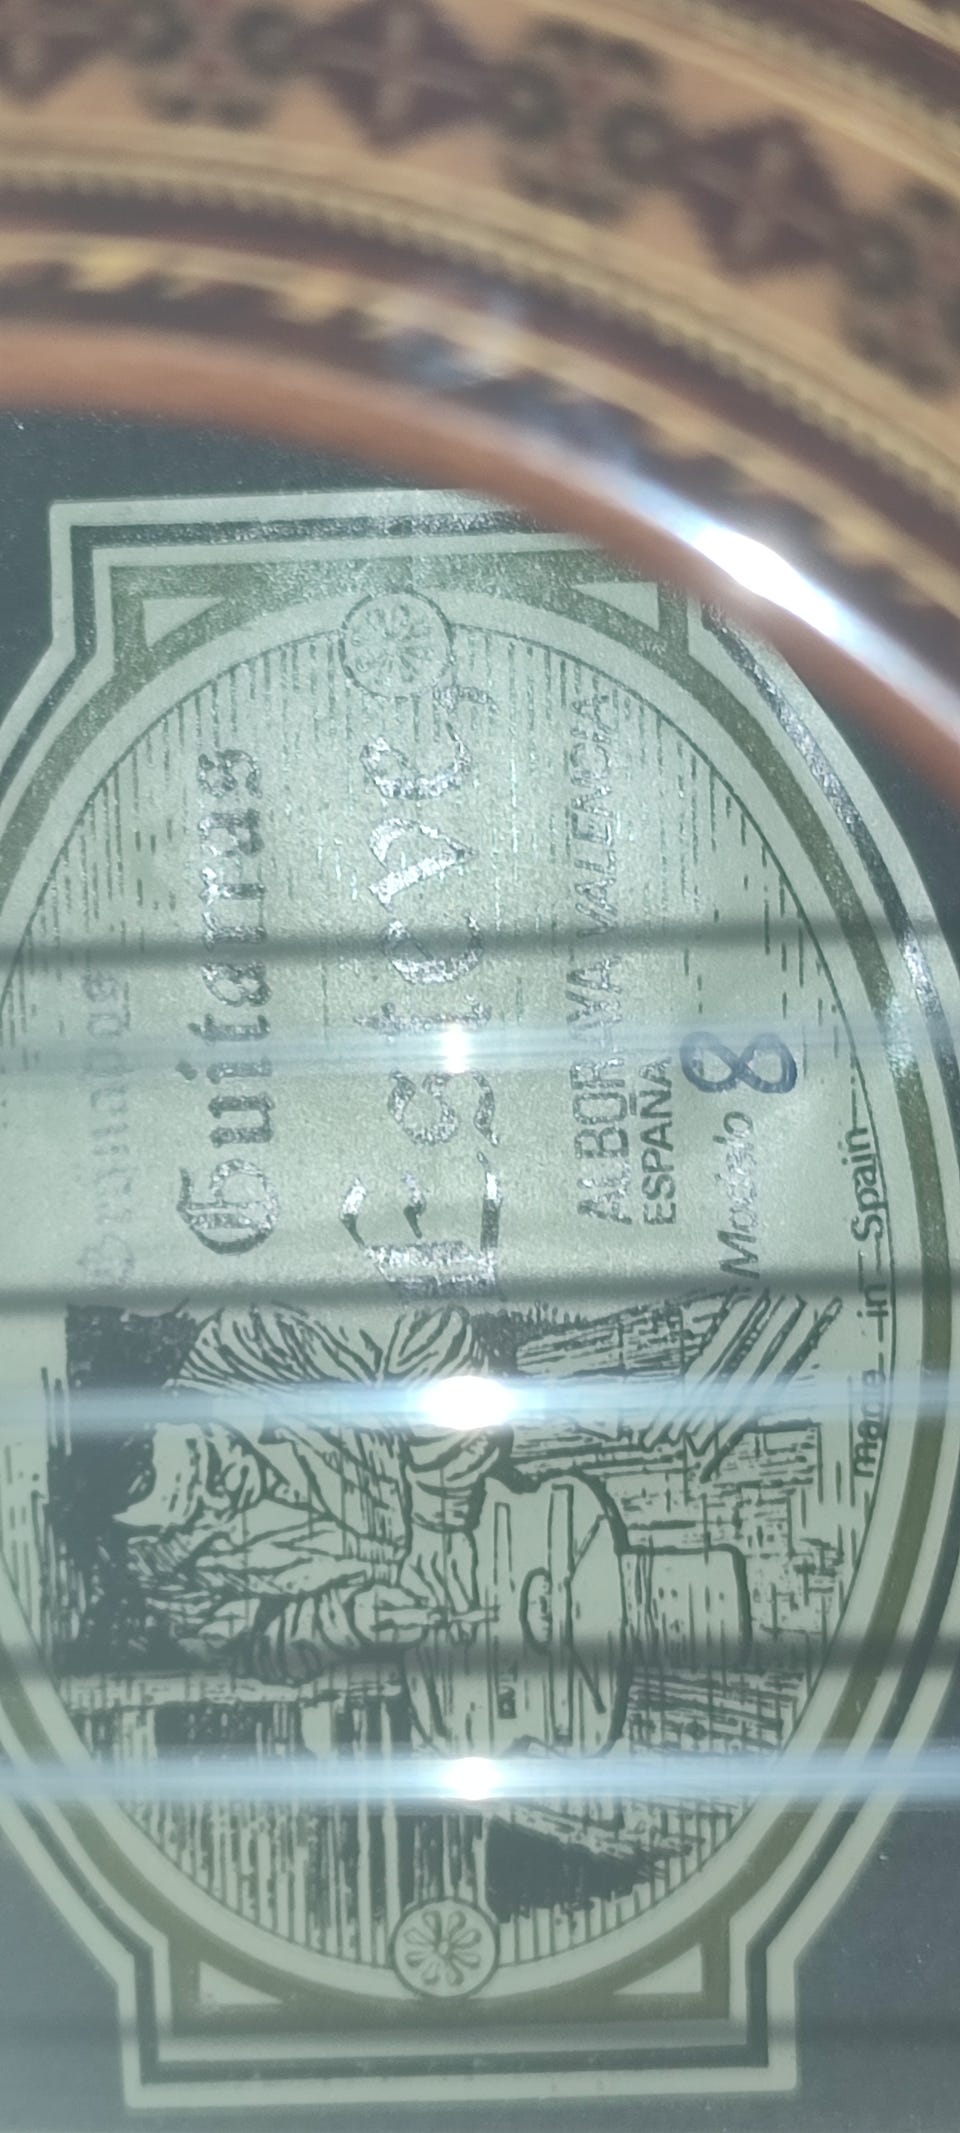 Guitarras
Esteve
ALBORAYA VALENCIA
ESPAÑA
Modelo 8
made in Spain